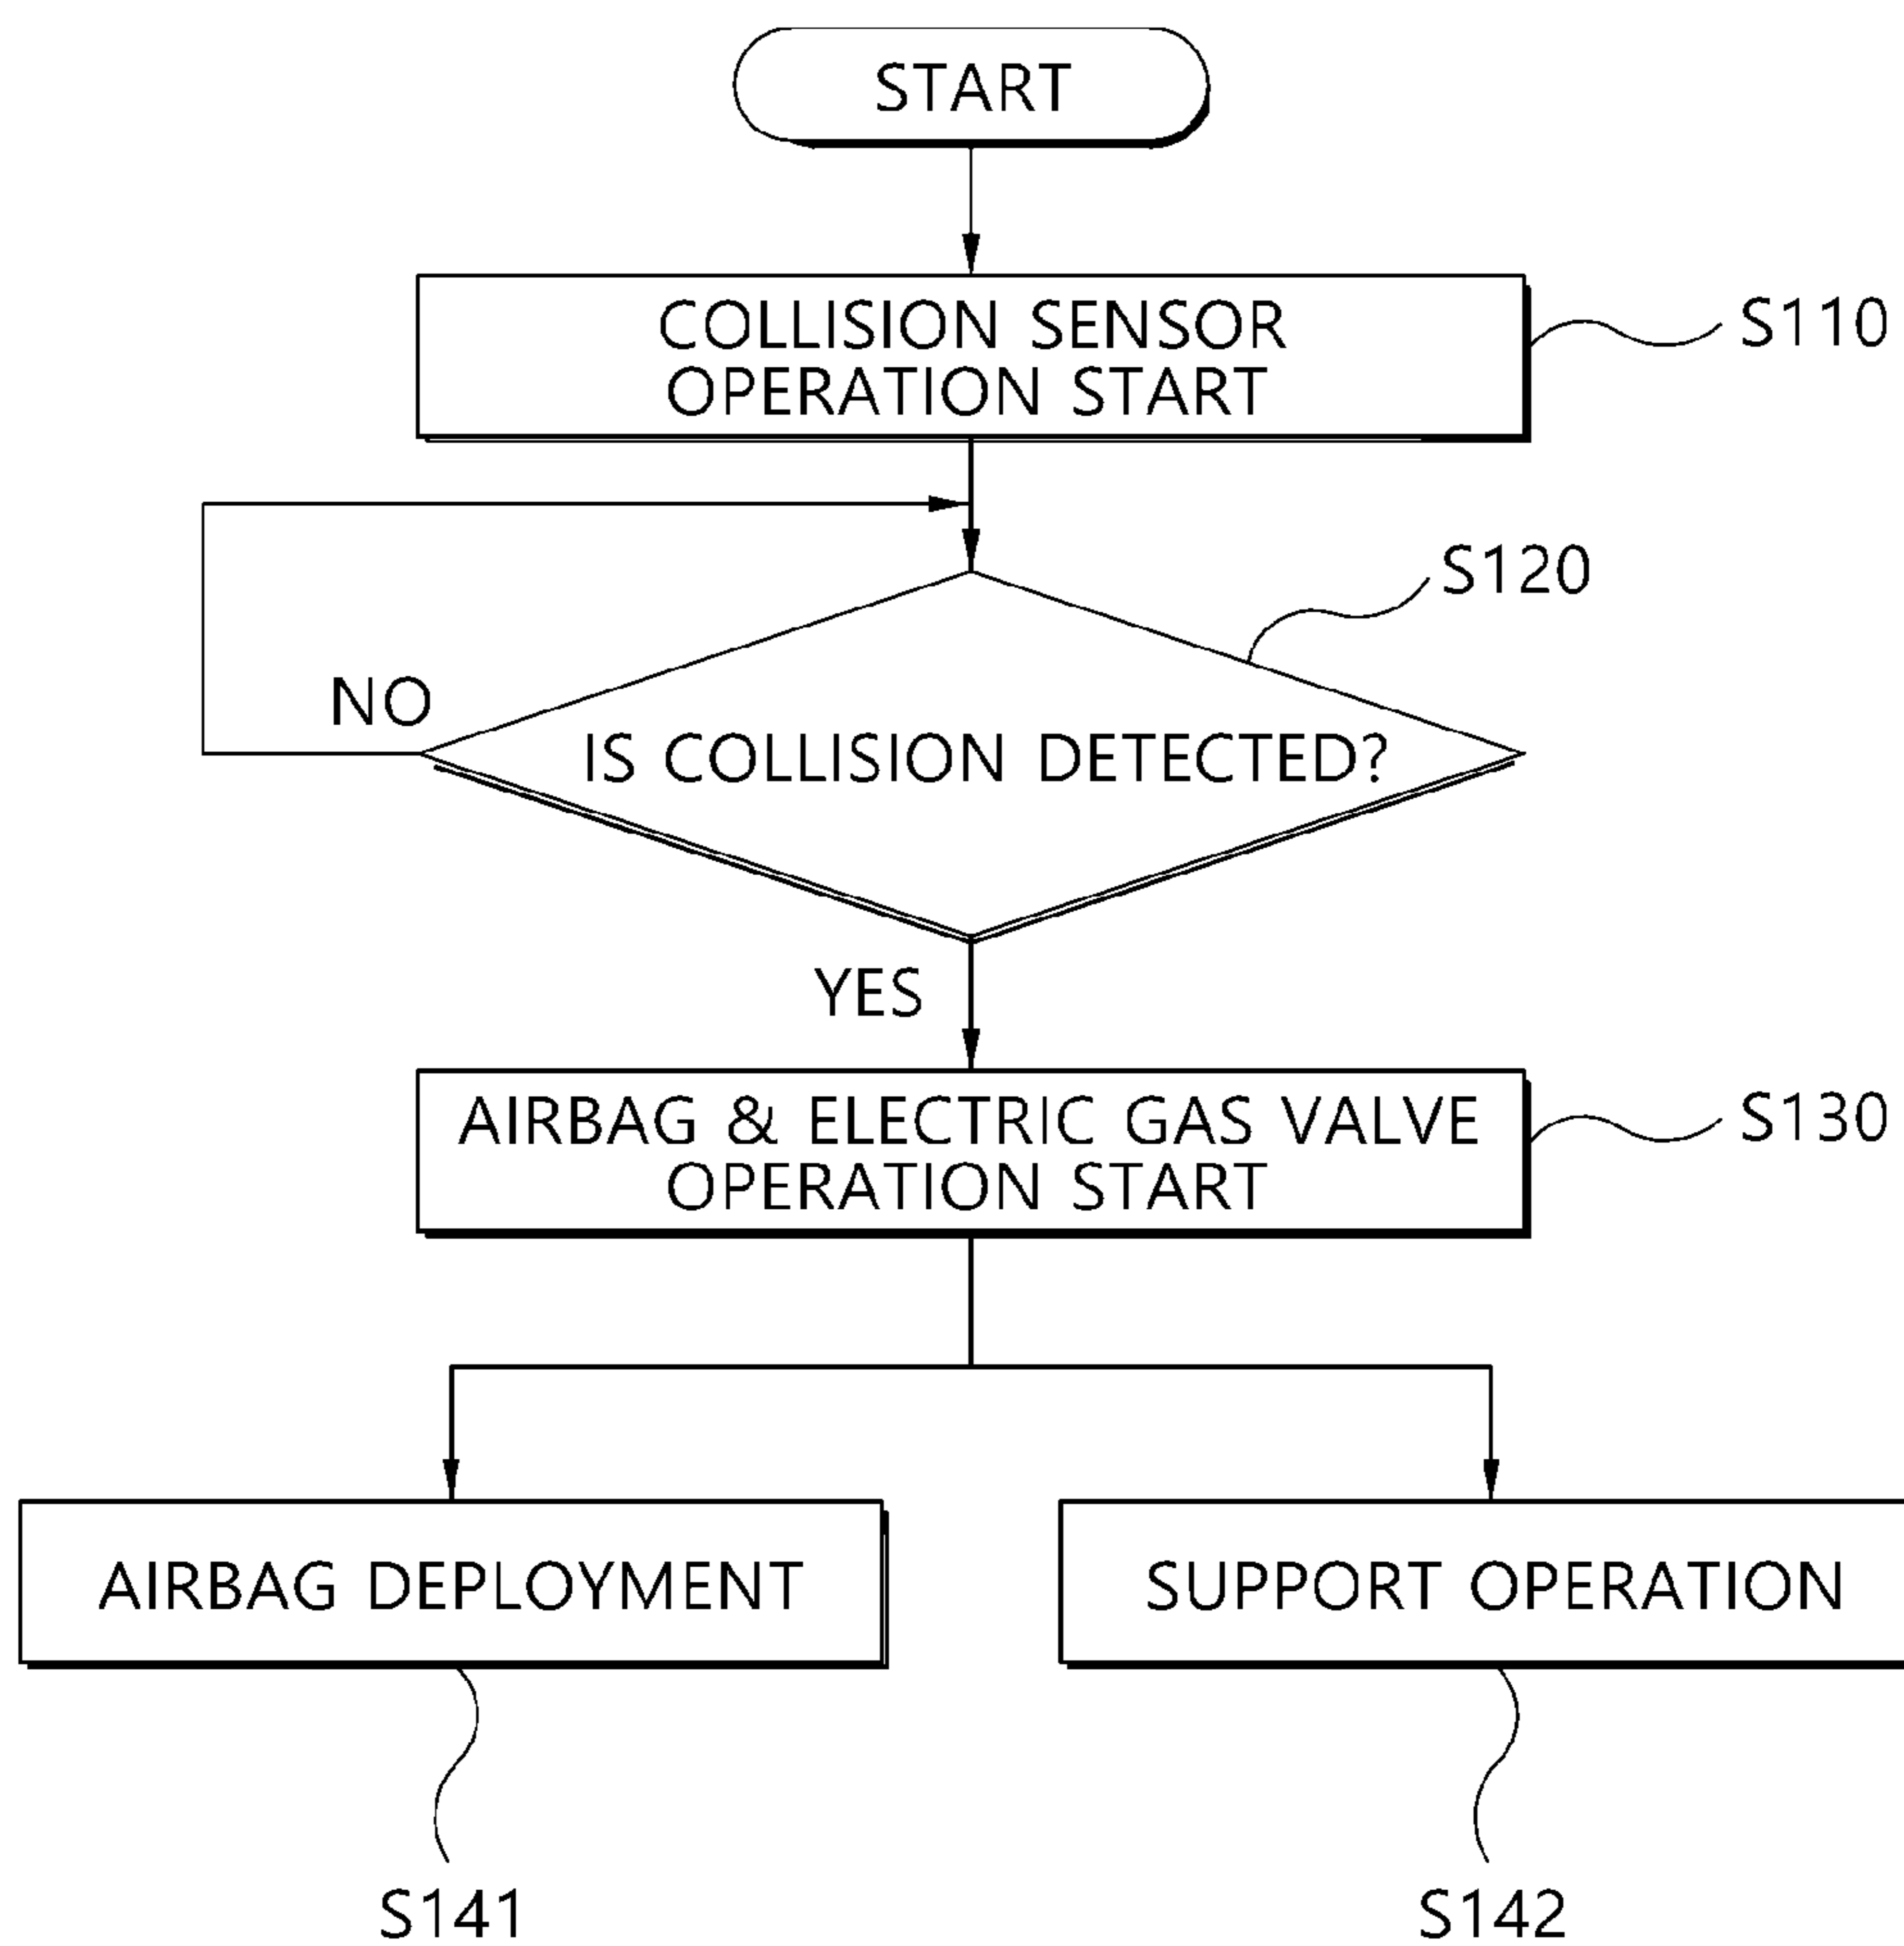 START
COLLISION SENSOR
OPERATION START
S110
S120
NO
IS COLLISION DETECTED?
YES
AIRBAG & ELECTRIC GAS VALVE
OPERATION START
S130
AIRBAG DEPLOYMENT
SUPPORT OPERATION
S141
S142